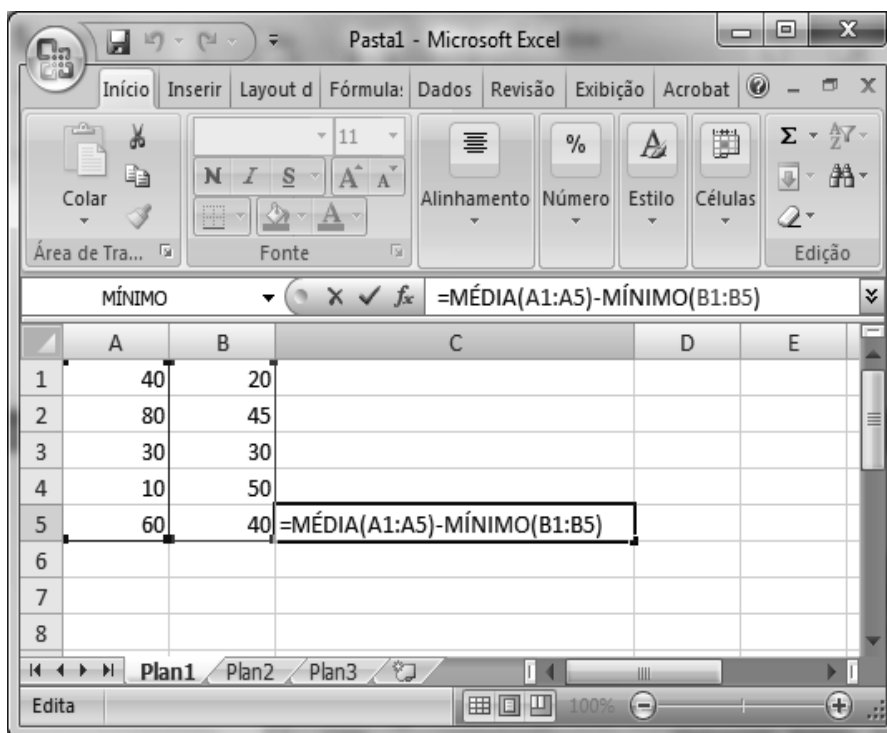 Pasta1 - Microsoft Excel
Início Inserir Layout d Fórmula: Dados Revisão Exibição Acrobat
11
N I S A A
Colar
Alinhamento Número Estilo Células
%
Σ
Área de Tra... Fonte Edição
MÍNIMO fx =MÉDIA(A1:A5)-MÍNIMO(B1:B5)
A B C D E
1 40 20
2 80 45
3 30 30
4 10 50
5 60 40 =MÉDIA(A1:A5)-MÍNIMO(B1:B5)
6
7
8
Plan1 Plan2 Plan3
Edita 100%